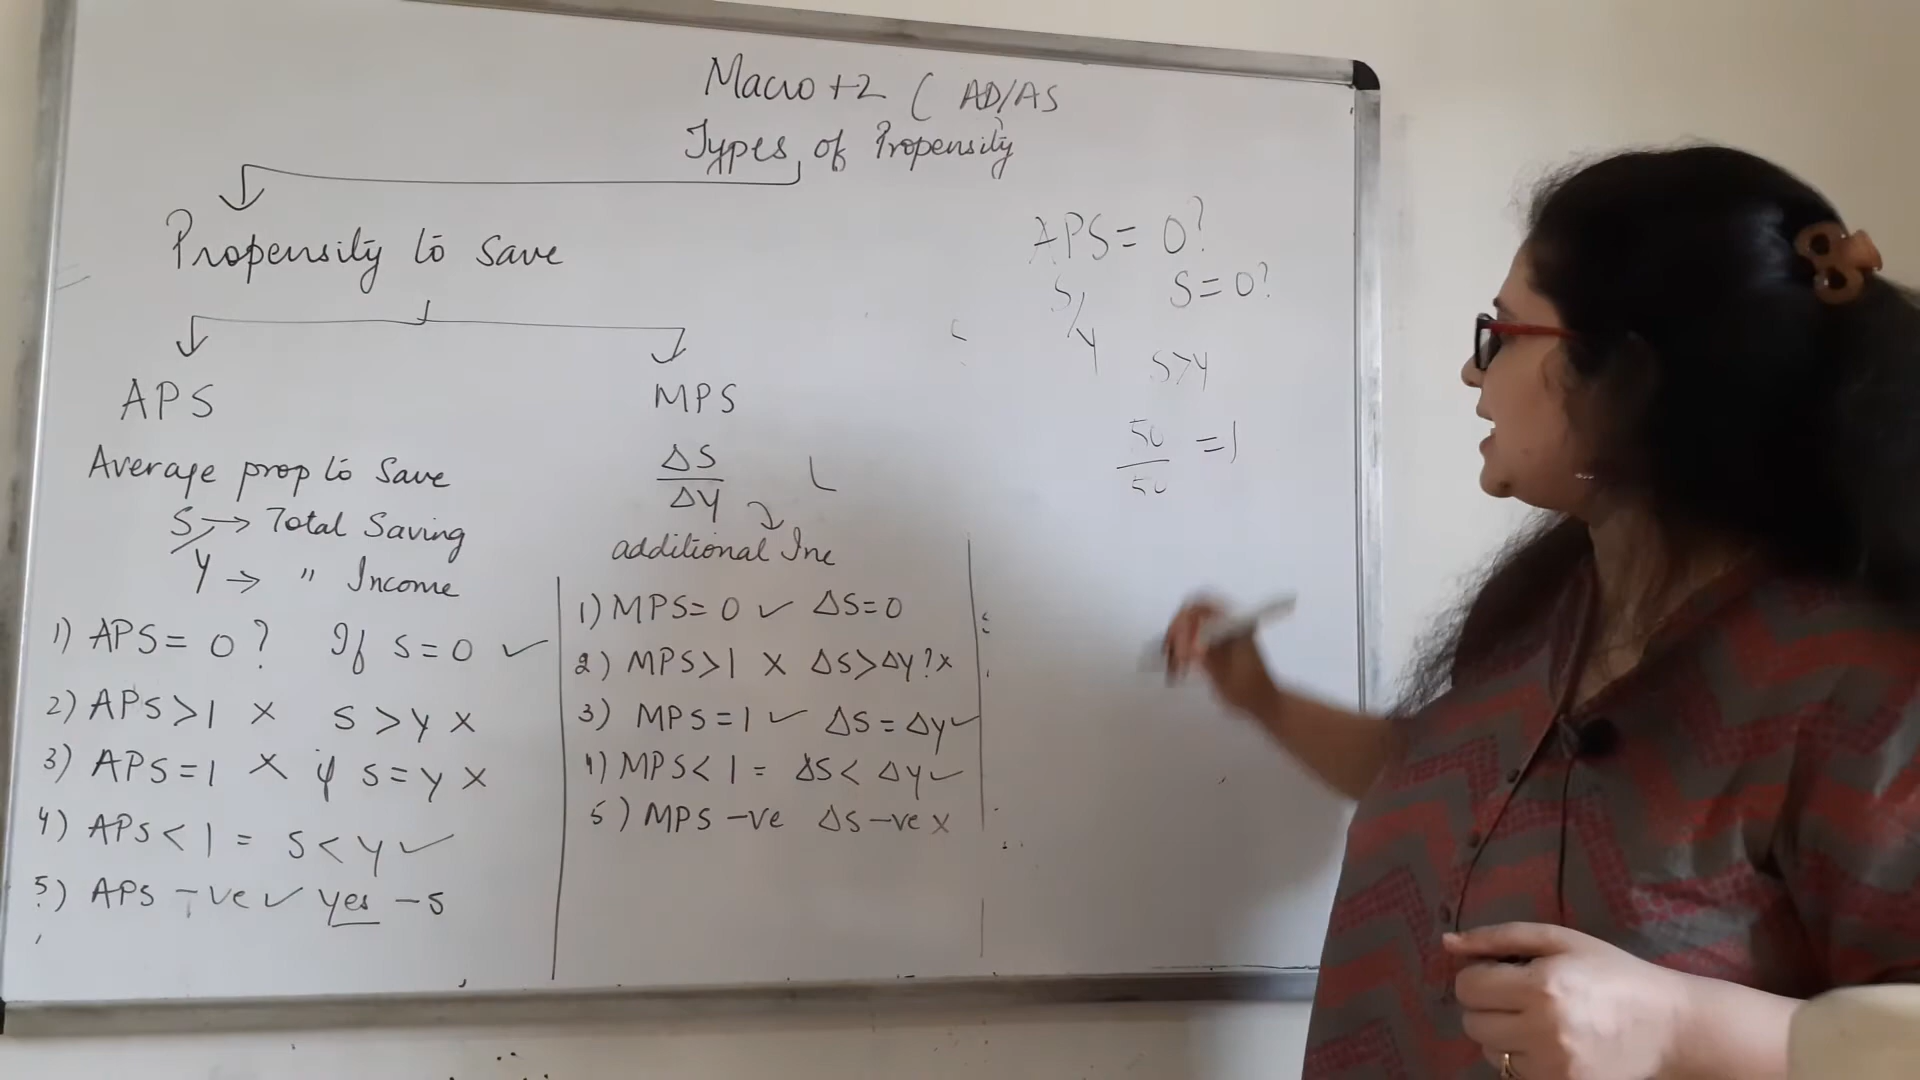 Macro +2 ( AD/AS
Types of Propensity
Propensity to save
APS
Average prop to Save
S/Y → Total Saving
→ " Income
1) APS = 0 ? If S = 0 ✓
2) APS > 1 × S > Y ×
3) APS = 1 × if S = Y ×
4) APS < 1 = S < Y ✓
5) APS -ve ✓ Yes - S
MPS
ΔS
ΔY
additional Inc
1) MPS = 0 ✓ ΔS = 0
2) MPS > 1 × ΔS > ΔY ? ×
3) MPS = 1 ✓ ΔS = ΔY ✓
4) MPS < 1 = ΔS < ΔY ✓
5) MPS -ve ΔS -ve ×
APS = 0?
S/Y S = 0?
S > Y
50
50 = 1